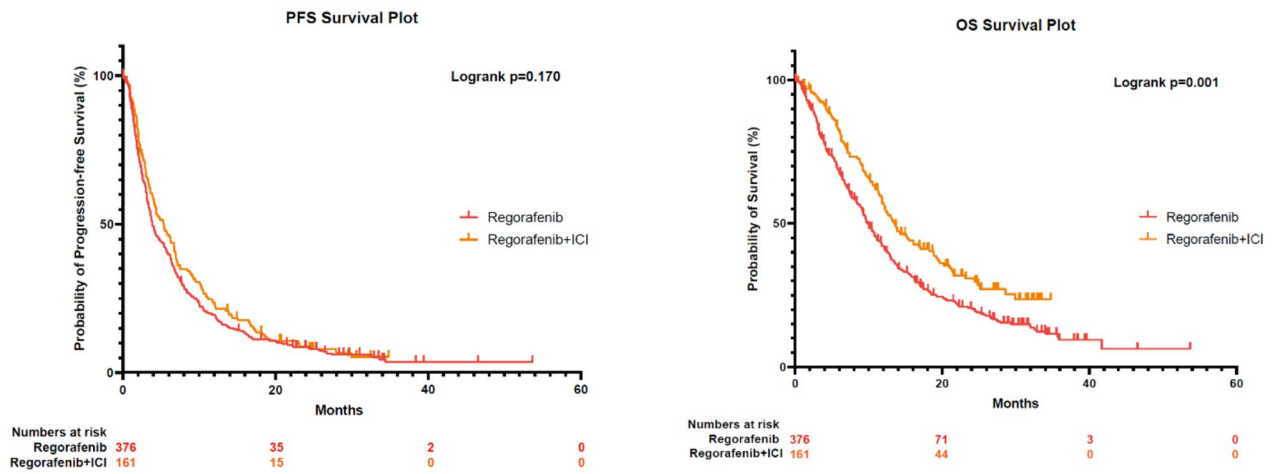 PFS Survival Plot
Probability of Progression-free Survival (%)
100
50
0
Logrank p=0.170
Regorafenib
Regorafenib+ICI
0 20 40 60
Months
Numbers at risk
Regorafenib 376 35 2 0
Regorafenib+ICI 161 15 0 0
OS Survival Plot
Probability of Survival (%)
100
50
0
Logrank p=0.001
Regorafenib
Regorafenib+ICI
0 20 40 60
Months
Numbers at risk
Regorafenib 376 71 3 0
Regorafenib+ICI 161 44 0 0